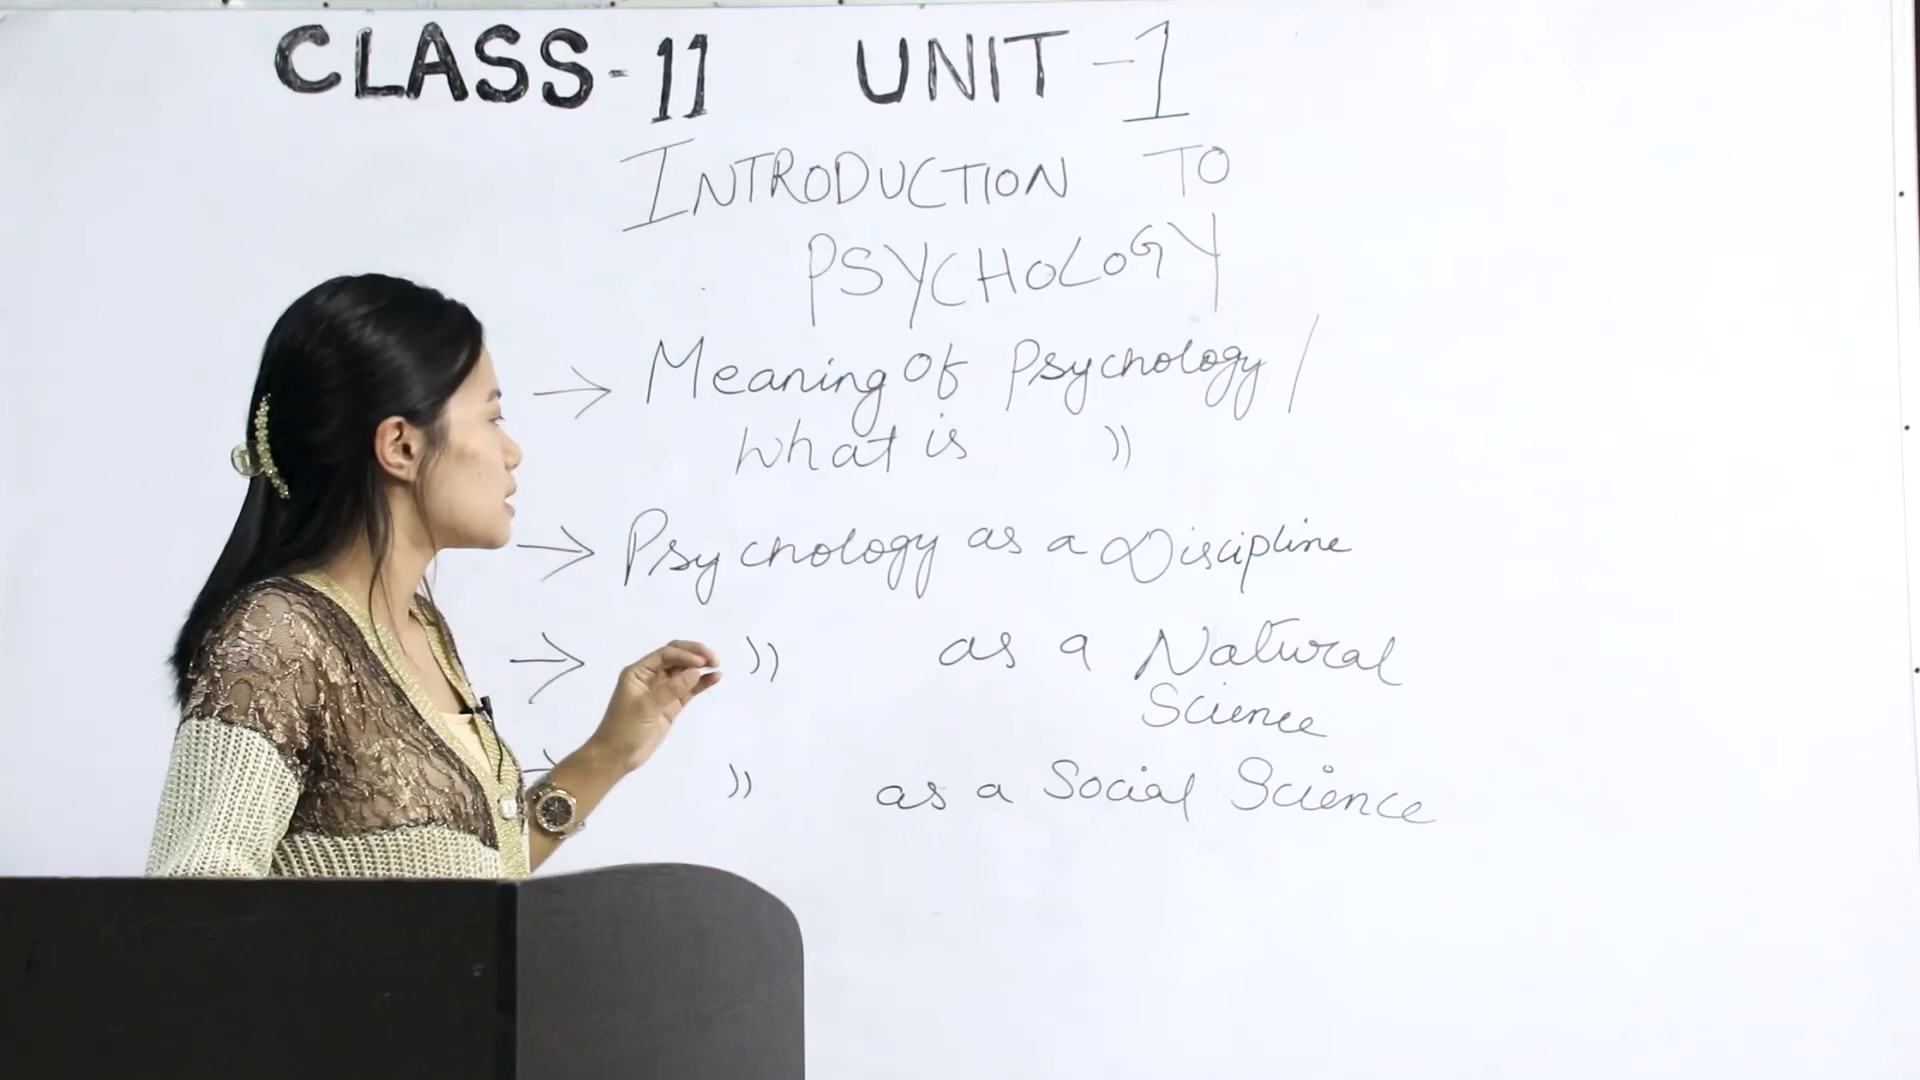 CLASS-11 UNIT-1
INTRODUCTION TO
PSYCHOLOGY
→ Meaning of Psychology /
What is "
→ Psychology as a Discipline
→ " as a Natural
Science
→ " as a Social Science